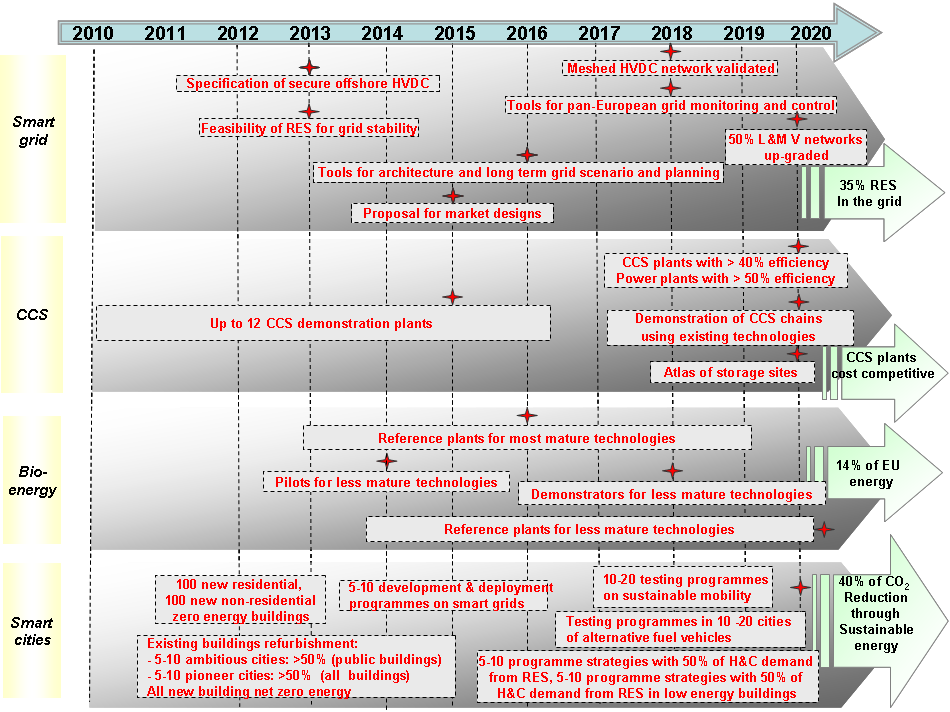 2010 2011 2012 2013 2014 2015 2016 2017 2018 2019 2020
Smart
grid
Specification of secure offshore HVDC
Meshed HVDC network validated
Tools for pan-European grid monitoring and control
Feasibility of RES for grid stability
50% L&M V networks
up-graded
Tools for architecture and long term grid scenario and planning
Proposal for market designs
35% RES
In the grid
CCS
CCS plants with > 40% efficiency
Power plants with > 50% efficiency
Up to 12 CCS demonstration plants
Demonstration of CCS chains
using existing technologies
Atlas of storage sites
CCS plants
cost competitive
Bio-
energy
Reference plants for most mature technologies
Pilots for less mature technologies
Demonstrators for less mature technologies
Reference plants for less mature technologies
14% of EU
energy
Smart
cities
100 new residential,
100 new non-residential
zero energy buildings
5-10 development & deployment
programmes on smart grids
10-20 testing programmes
on sustainable mobility
Testing programmes in 10 -20 cities
of alternative fuel vehicles
Existing buildings refurbishment:
- 5-10 ambitious cities: >50% (public buildings)
- 5-10 pioneer cities: >50% (all buildings)
All new building net zero energy
5-10 programme strategies with 50% of H&C demand
from RES, 5-10 programme strategies with 50% of
H&C demand from RES in low energy buildings
40% of CO₂
Reduction
through
Sustainable
energy